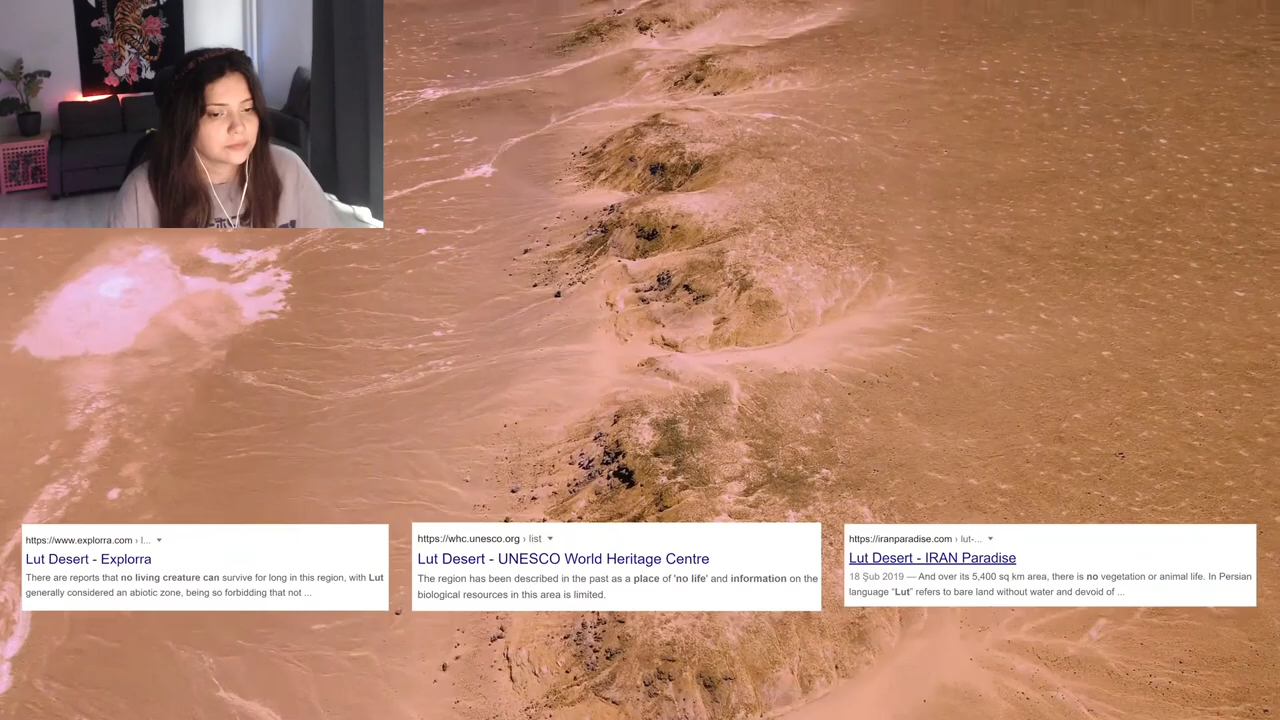 https://www.explorra.com › l...
Lut Desert - Explorra
There are reports that no living creature can survive for long in this region, with Lut
generally considered an abiotic zone, being so forbidding that not ...
https://whc.unesco.org › list
Lut Desert - UNESCO World Heritage Centre
The region has been described in the past as a place of 'no life' and information on the
biological resources in this area is limited.
https://iranparadise.com › lut-...
Lut Desert - IRAN Paradise
18 Şub 2019 — And over its 5,400 sq km area, there is no vegetation or animal life. In Persian
language “Lut” refers to bare land without water and devoid of ...